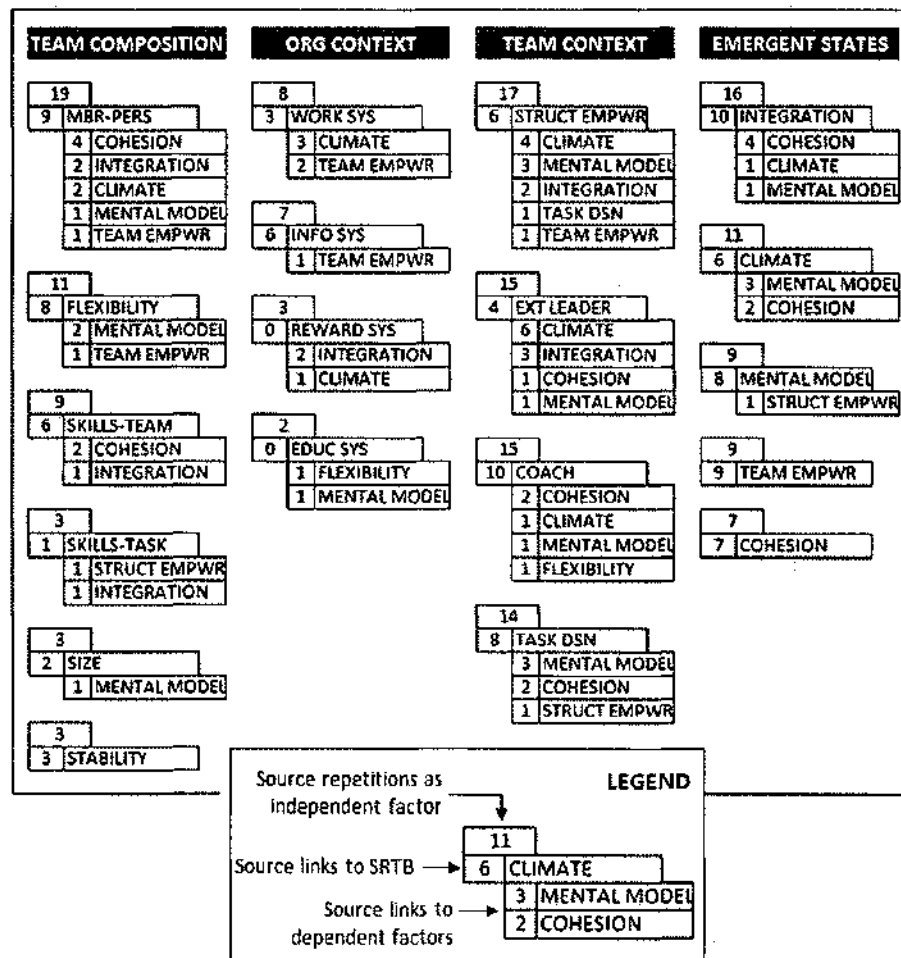 TEAM COMPOSITION
19
9 MBR-PERS
4 COHESION
2 INTEGRATION
2 CLIMATE
1 MENTAL MODEL
1 TEAM EMPWR
11
8 FLEXIBILITY
2 MENTAL MODEL
1 TEAM EMPWR
9
6 SKILLS-TEAM
2 COHESION
1 INTEGRATION
3
1 SKILLS-TASK
1 STRUCT EMPWR
1 INTEGRATION
3
2 SIZE
1 MENTAL MODEL
3
3 STABILITY
ORG CONTEXT
8
3 WORK SYS
3 CLIMATE
2 TEAM EMPWR
7
6 INFO SYS
1 TEAM EMPWR
3
0 REWARD SYS
2 INTEGRATION
1 CLIMATE
2
0 EDUC SYS
1 FLEXIBILITY
1 MENTAL MODEL
TEAM CONTEXT
17
6 STRUCT EMPWR
4 CLIMATE
3 MENTAL MODEL
2 INTEGRATION
1 TASK DSN
1 TEAM EMPWR
15
4 EXT LEADER
6 CLIMATE
3 INTEGRATION
1 COHESION
1 MENTAL MODEL
15
10 COACH
2 COHESION
1 CLIMATE
1 MENTAL MODEL
1 FLEXIBILITY
14
8 TASK DSN
3 MENTAL MODEL
2 COHESION
1 STRUCT EMPWR
EMERGENT STATES
16
10 INTEGRATION
4 COHESION
1 CLIMATE
1 MENTAL MODEL
11
6 CLIMATE
3 MENTAL MODEL
2 COHESION
9
8 MENTAL MODEL
1 STRUCT EMPWR
9
9 TEAM EMPWR
7
7 COHESION
LEGEND
Source repetitions as
independent factor
11
Source links to SRTB
6 CLIMATE
3 MENTAL MODEL
2 COHESION
Source links to
dependent factors